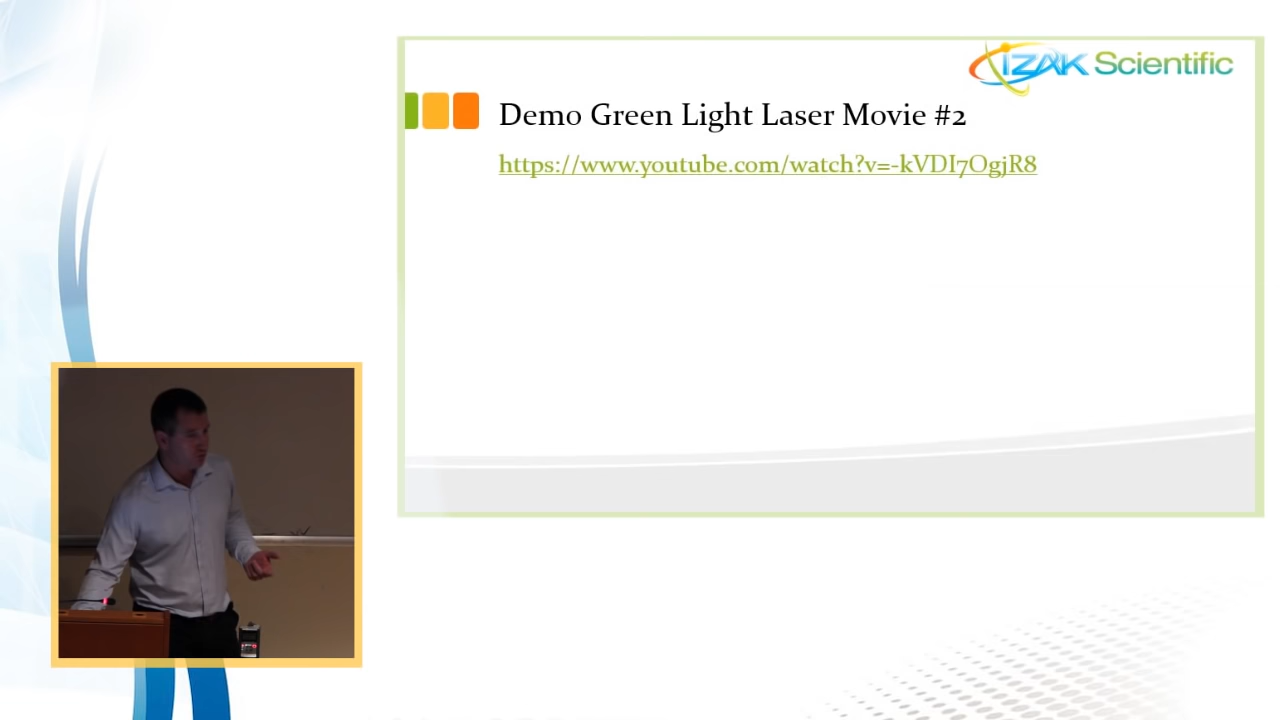 IZAK Scientific
Demo Green Light Laser Movie #2
https://www.youtube.com/watch?v=-kVDI7OgjR8